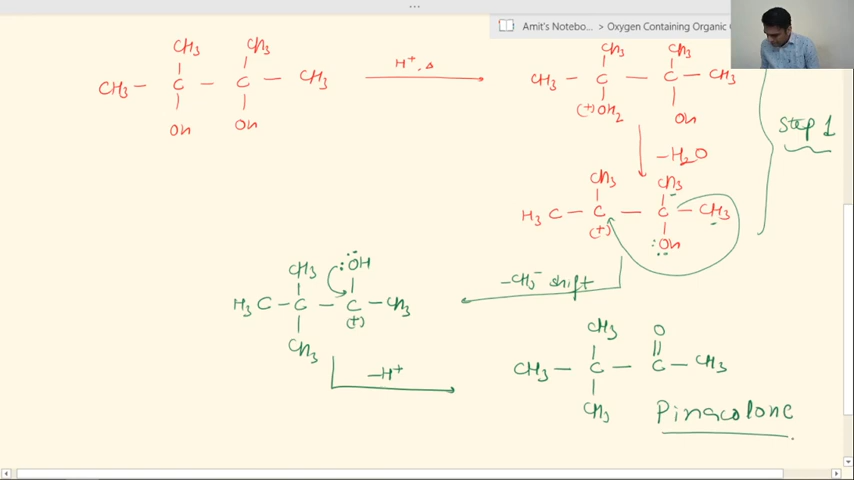 Amit's Notebo... > Oxygen Containing Organic
CH3 CH3
CH3 - C - C - CH3
OH OH
H+, Δ
CH3 CH3
CH3 - C - C - CH3
(+)OH2 OH
Step 1
-H2O
CH3 CH3
H3C - C - C - CH3
(+) :OH
-CH3- shift
CH3 :OH
H3C - C - C - CH3
CH3 (+)
-H+
CH3 O
CH3 - C - C - CH3
CH3
Pinacolone